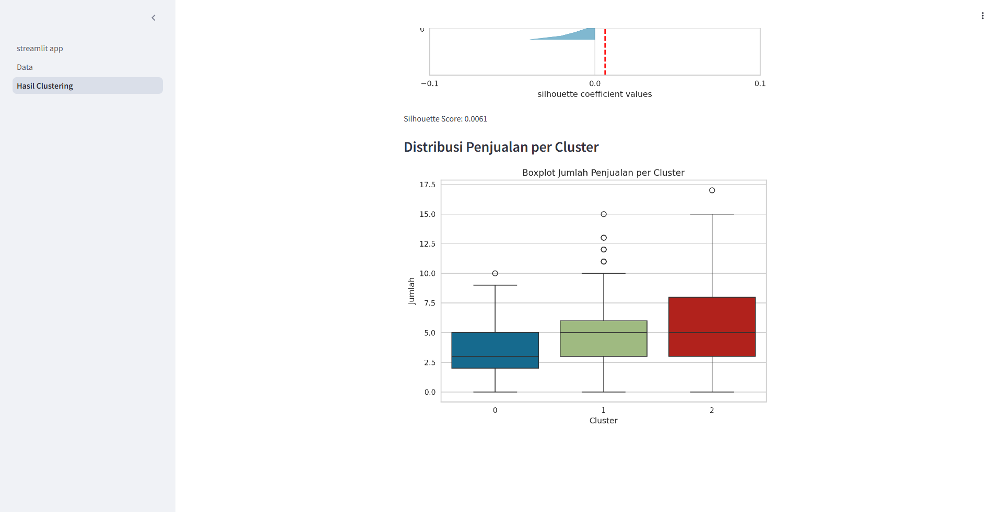 streamlit app
Data
Hasil Clustering
0
−0.1
0.0
0.1
silhouette coefficient values
Silhouette Score: 0.0061
Distribusi Penjualan per Cluster
Boxplot Jumlah Penjualan per Cluster
17.5
15.0
12.5
10.0
7.5
5.0
2.5
0.0
Jumlah
0
1
2
Cluster